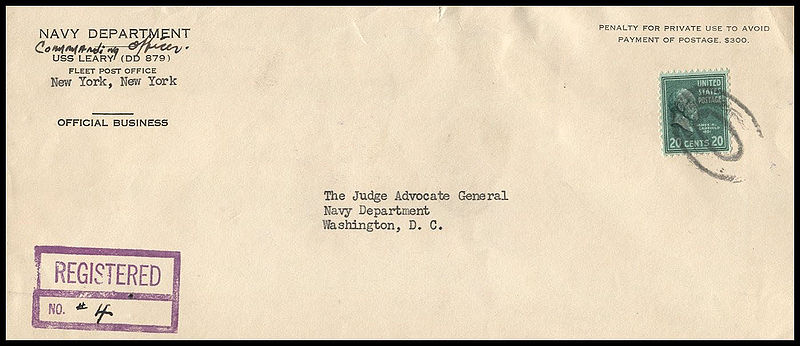 NAVY DEPARTMENT
Commanding Officer.
USS LEARY (DD 879)
FLEET POST OFFICE
New York, New York
OFFICIAL BUSINESS
PENALTY FOR PRIVATE USE TO AVOID
PAYMENT OF POSTAGE, $300.
UNITED
STATES
POSTAGE
JAMES A.
GARFIELD
20 CENTS 20
The Judge Advocate General
Navy Department
Washington, D. C.
REGISTERED
NO. # 4